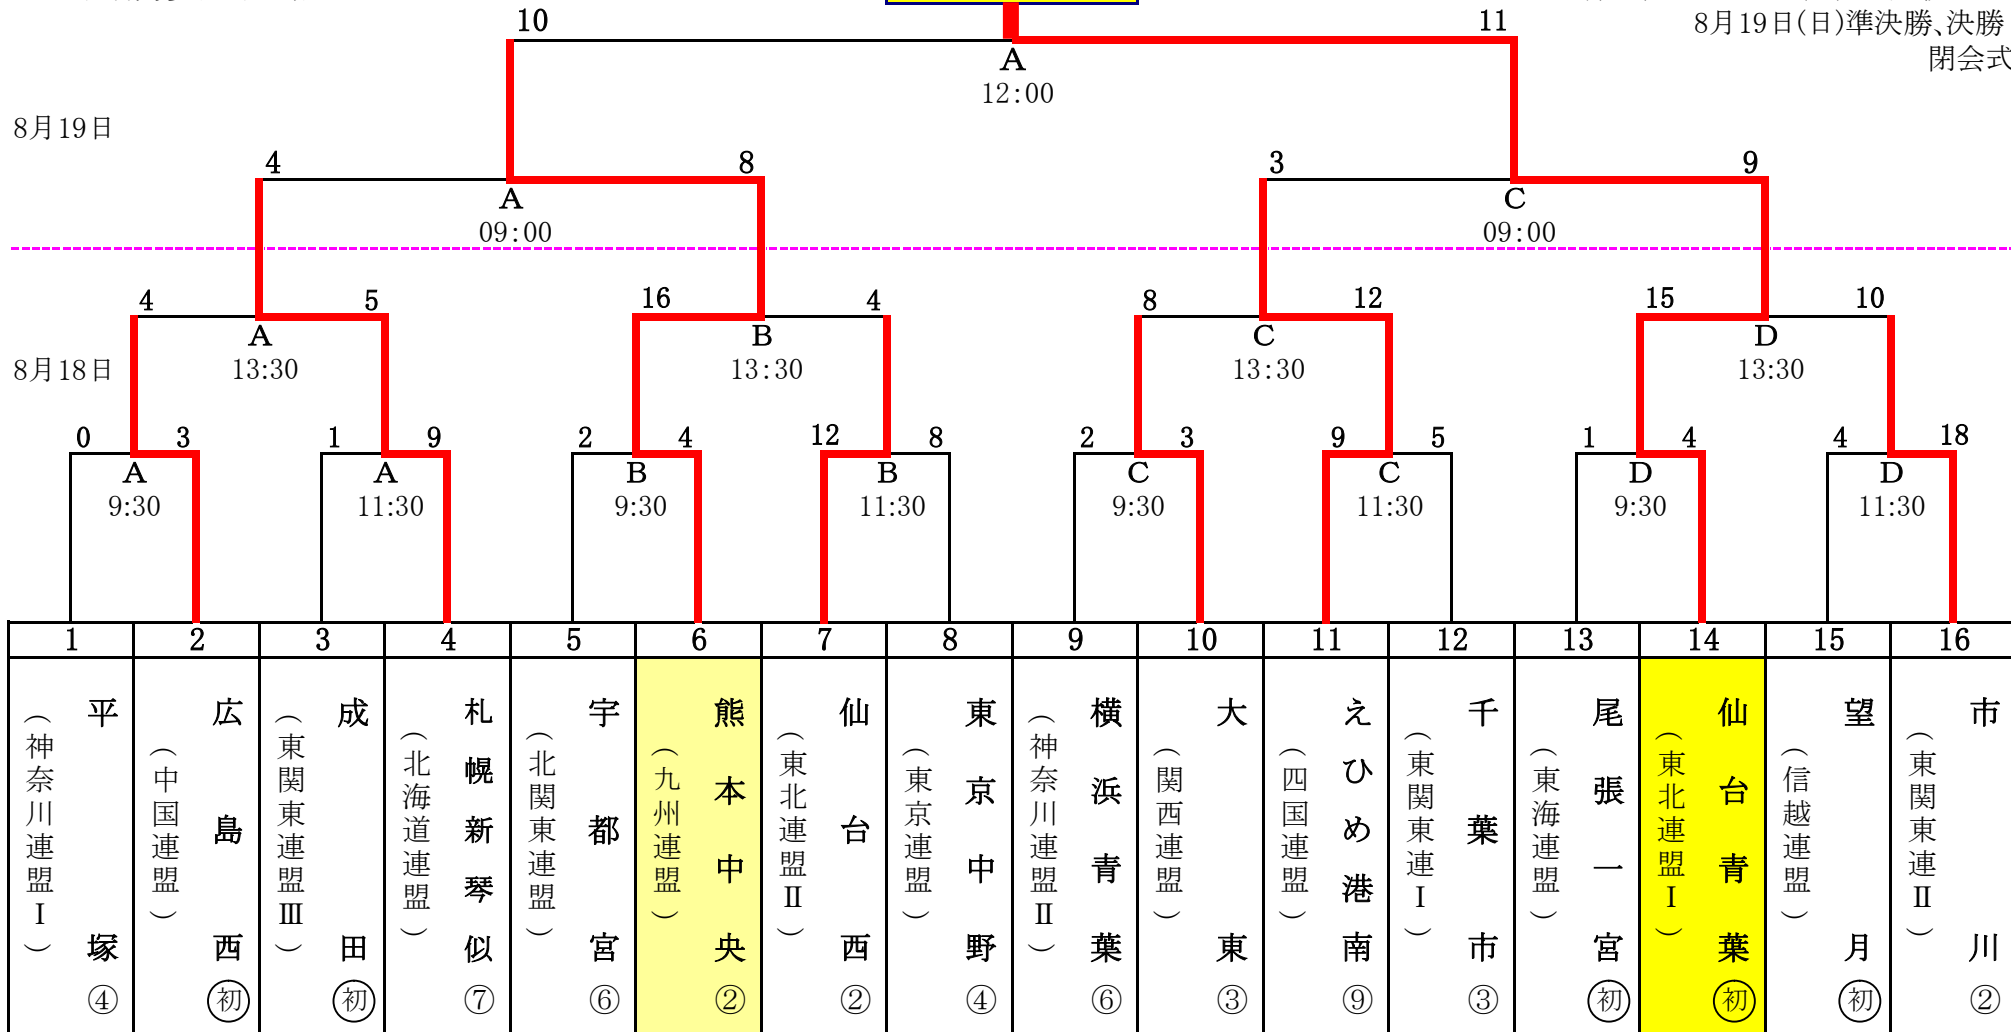 10
11
8月19日(日)準決勝、決勝
閉会式
A
12:00
8月19日
4
8
3
9
A
C
09:00
09:00
4
5
16
4
8
12
15
10
A
B
C
D
8月18日
13:30
13:30
13:30
13:30
0
3
1
9
2
4
12
8
2
3
9
5
1
4
4
18
A
A
B
B
C
C
D
D
9:30
11:30
9:30
11:30
9:30
11:30
9:30
11:30
1
2
3
4
5
6
7
8
9
10
11
12
13
14
15
16
平塚④
(神奈川連盟Ⅰ)
広島西初
(中国連盟)
成田初
(東関東連盟Ⅲ)
札幌新琴似⑦
(北海道連盟)
宇都宮⑥
(北関東連盟)
熊本中央②
(九州連盟)
仙台西②
(東北連盟Ⅱ)
東京中野④
(東京連盟)
横浜青葉⑥
(神奈川連盟Ⅱ)
大東③
(関西連盟)
えひめ港南⑨
(四国連盟)
千葉市③
(東関東連Ⅰ)
尾張一宮初
(東海連盟)
仙台青葉初
(東北連盟Ⅰ)
望月初
(信越連盟)
市川②
(東関東連Ⅱ)